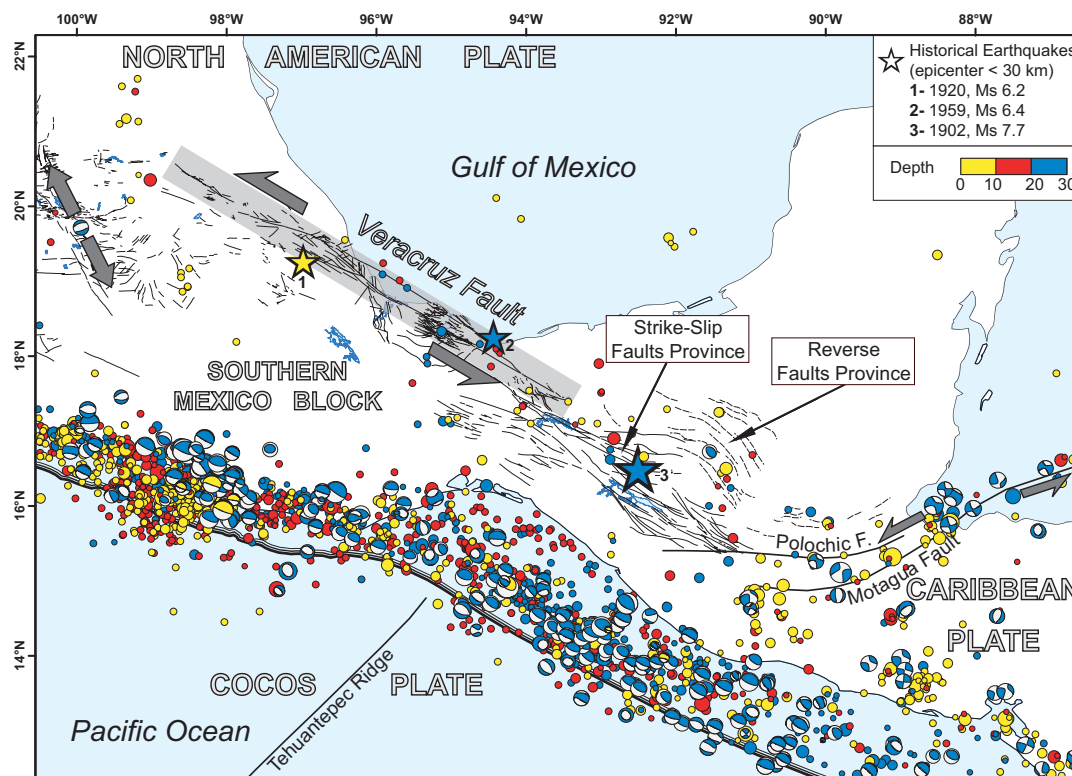 100°W 98°W 96°W 94°W 92°W 90°W 88°W
22°N
20°N
18°N
16°N
14°N
NORTH AMERICAN PLATE
Historical Earthquakes
(epicenter < 30 km)
1- 1920, Ms 6.2
2- 1959, Ms 6.4
3- 1902, Ms 7.7
Depth
0 10 20 30
Gulf of Mexico
Veracruz Fault
1
2
3
Strike-Slip
Faults Province
Reverse
Faults Province
SOUTHERN
MEXICO BLOCK
Polochic F.
Motagua Fault
CARIBBEAN
PLATE
COCOS PLATE
Tehuantepec Ridge
Pacific Ocean